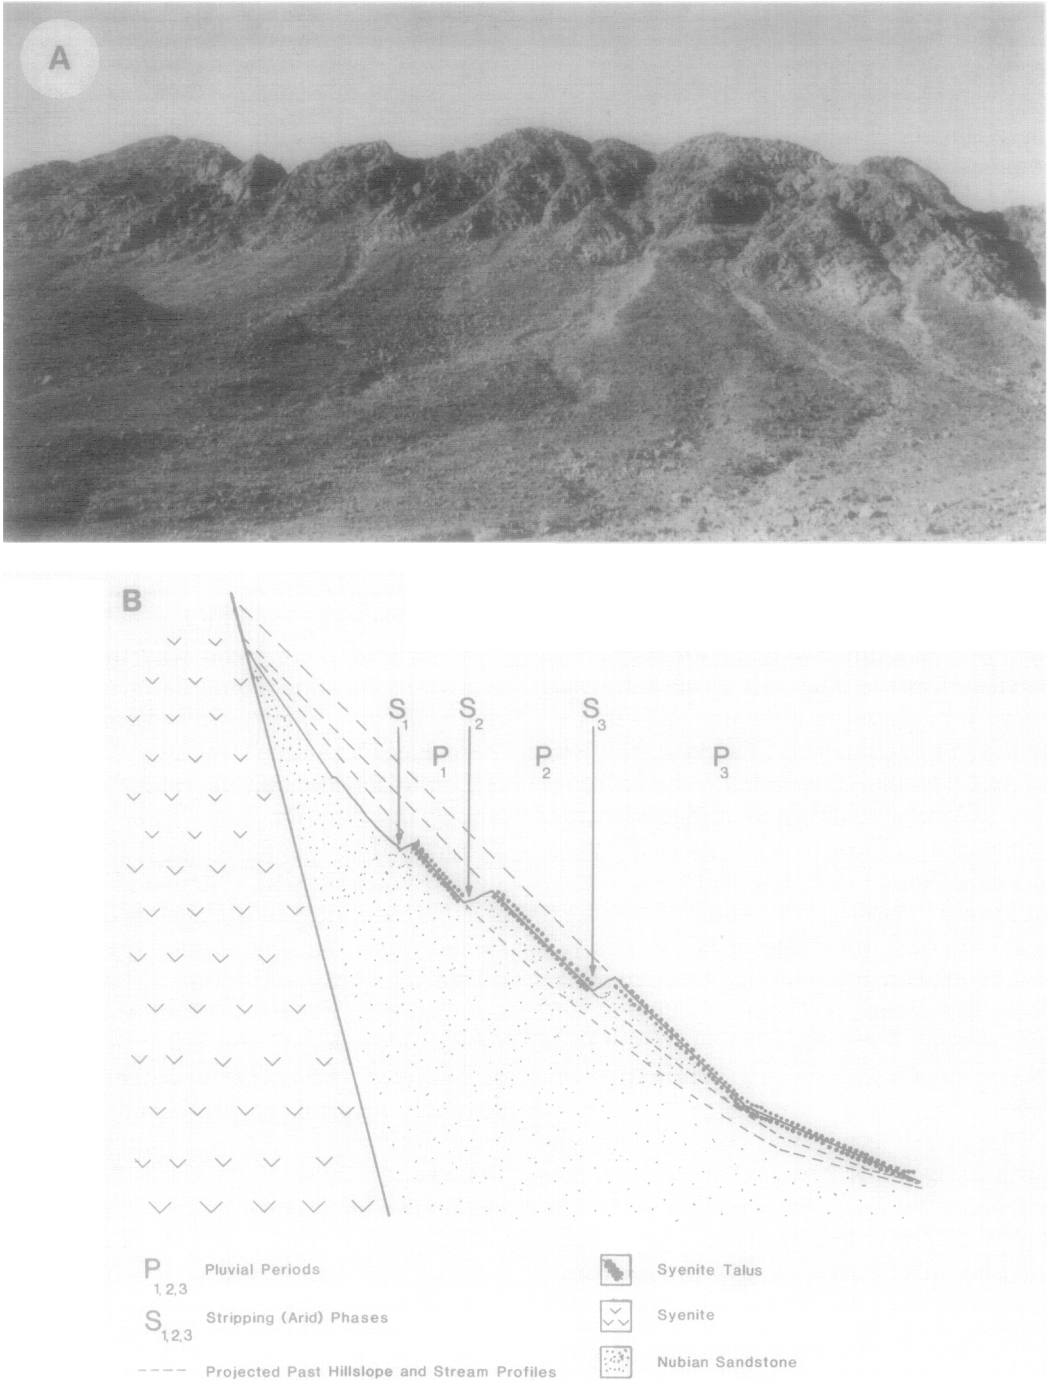 A
B
S1 S2 S3
P1 P2 P3
P1,2,3 Pluvial Periods
S1,2,3 Stripping (Arid) Phases
Projected Past Hillslope and Stream Profiles
Syenite Talus
Syenite
Nubian Sandstone